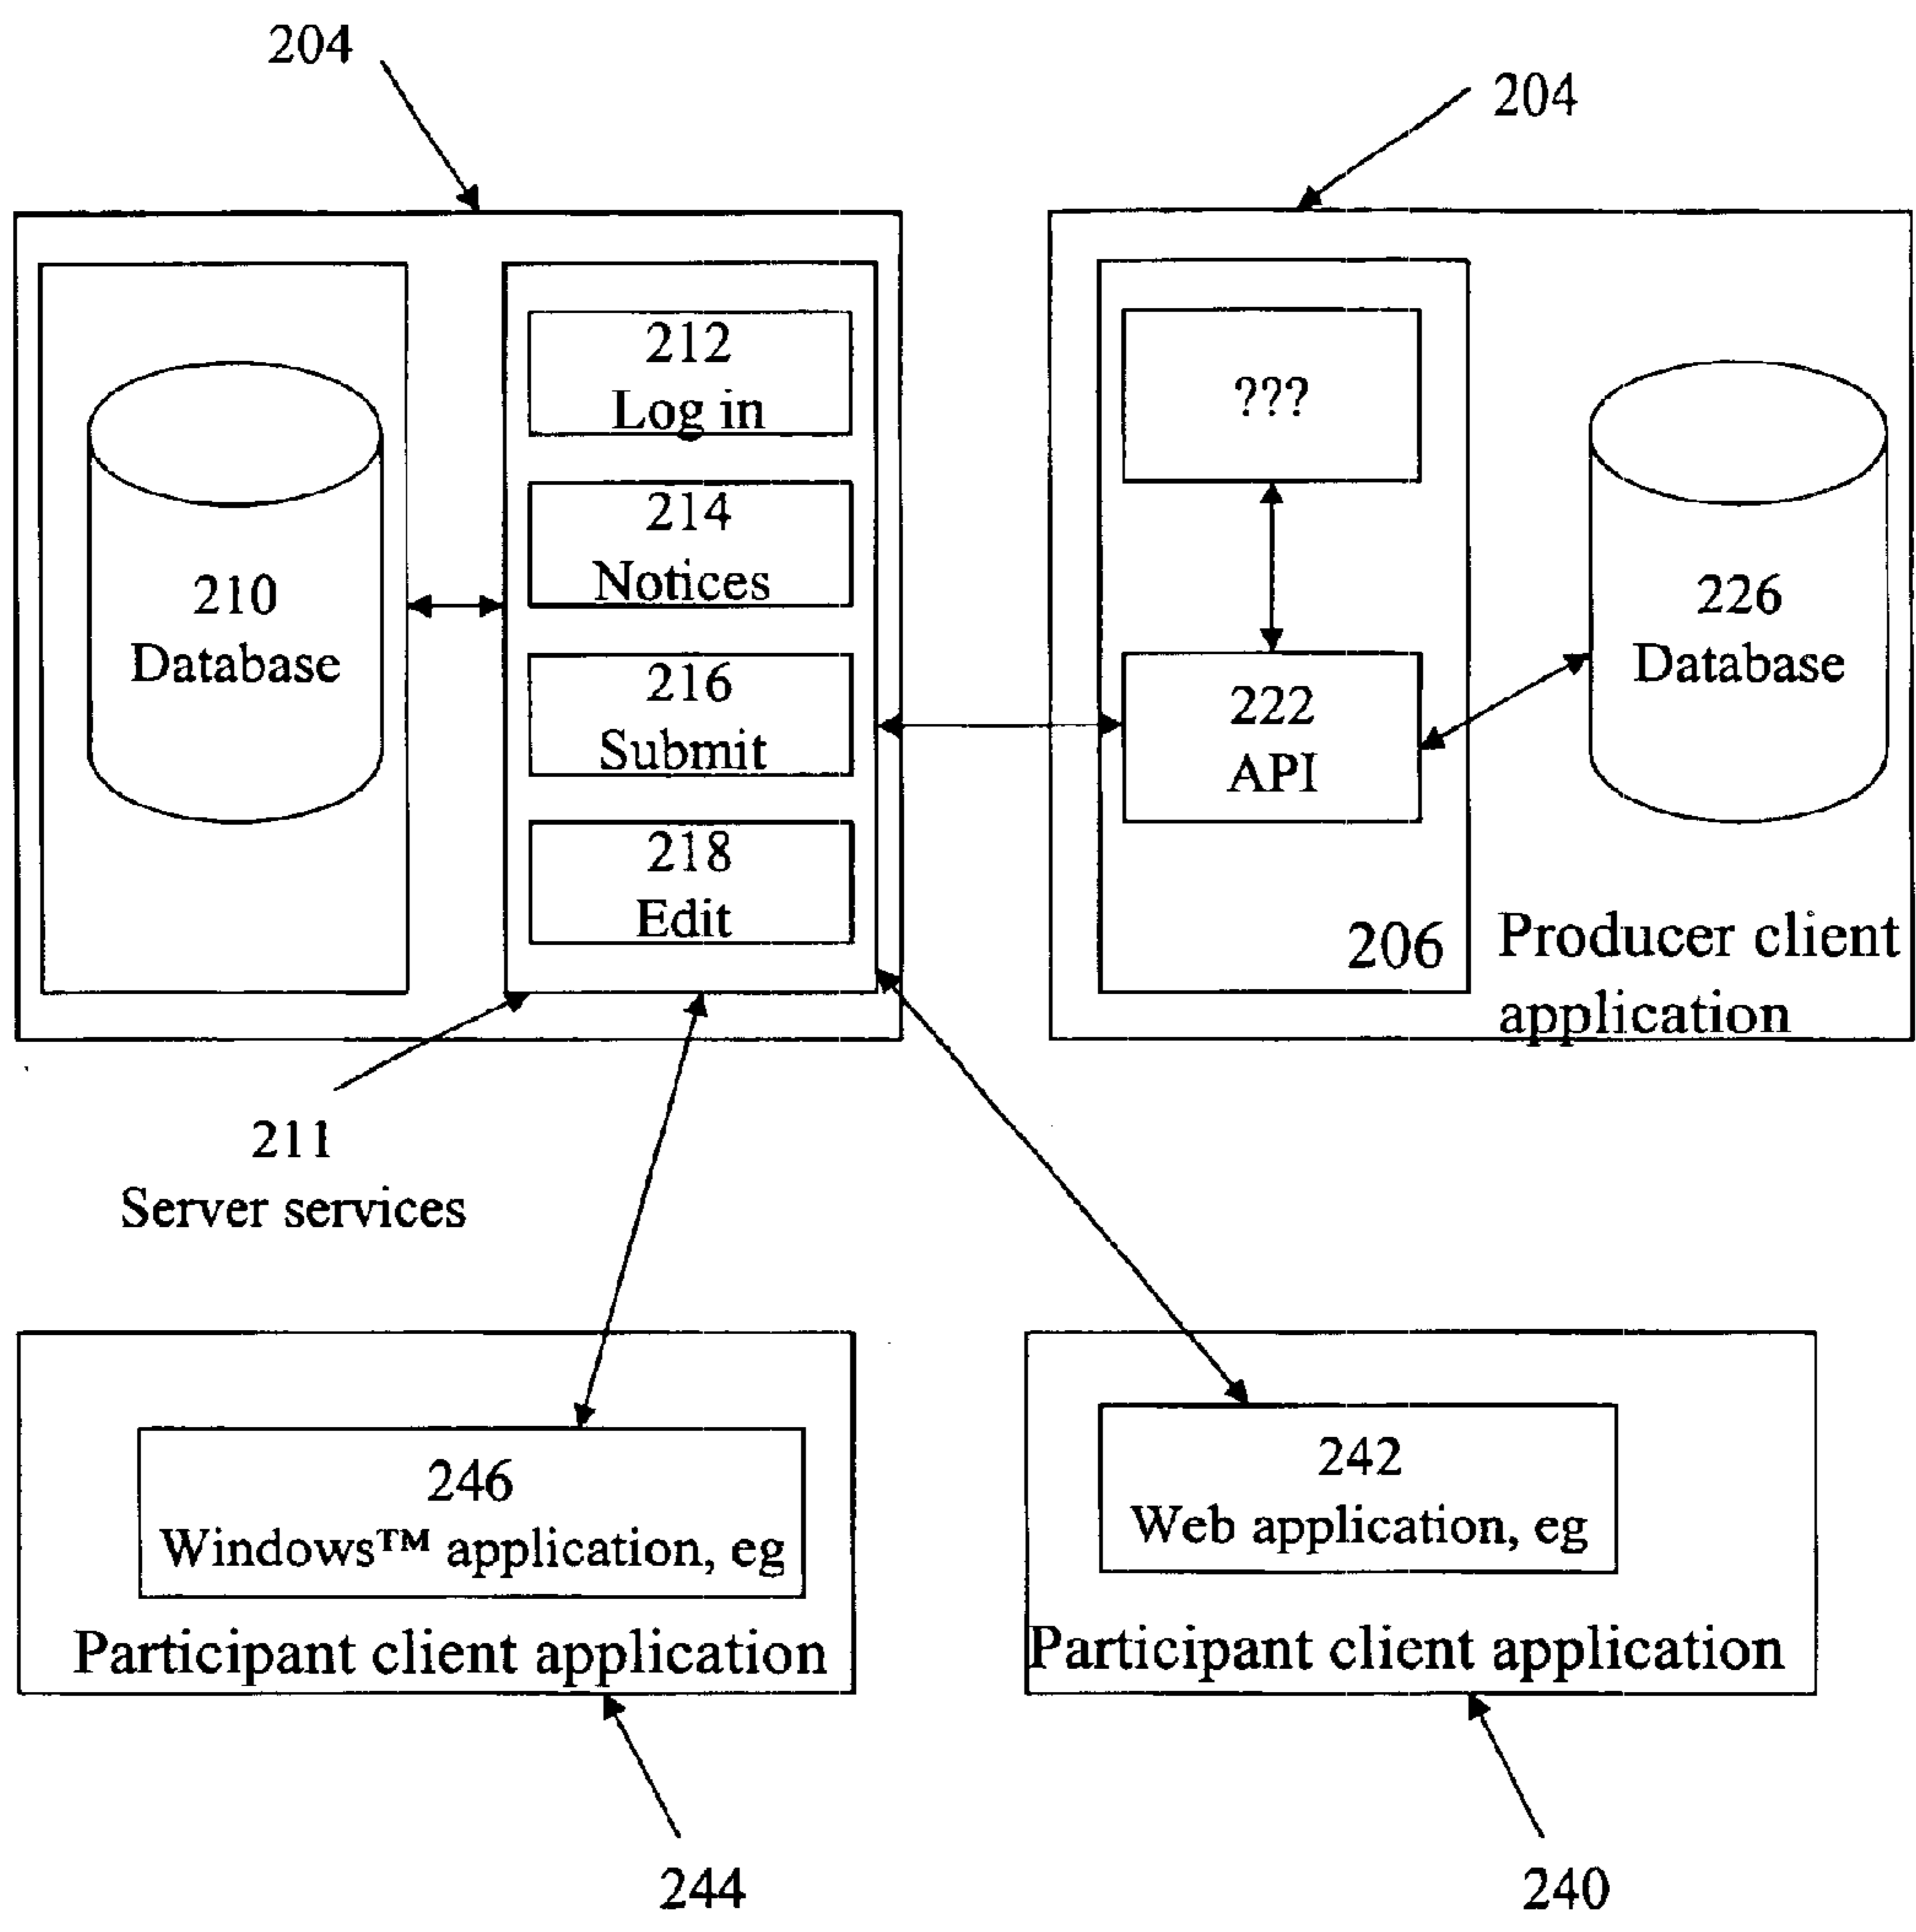 204
204
212
Log in
214
Notices
216
Submit
218
Edit
210
Database
???
222
API
226
Database
206
Producer client
application
211
Server services
246
Windows™ application, eg
Participant client application
242
Web application, eg
Participant client application
244
240